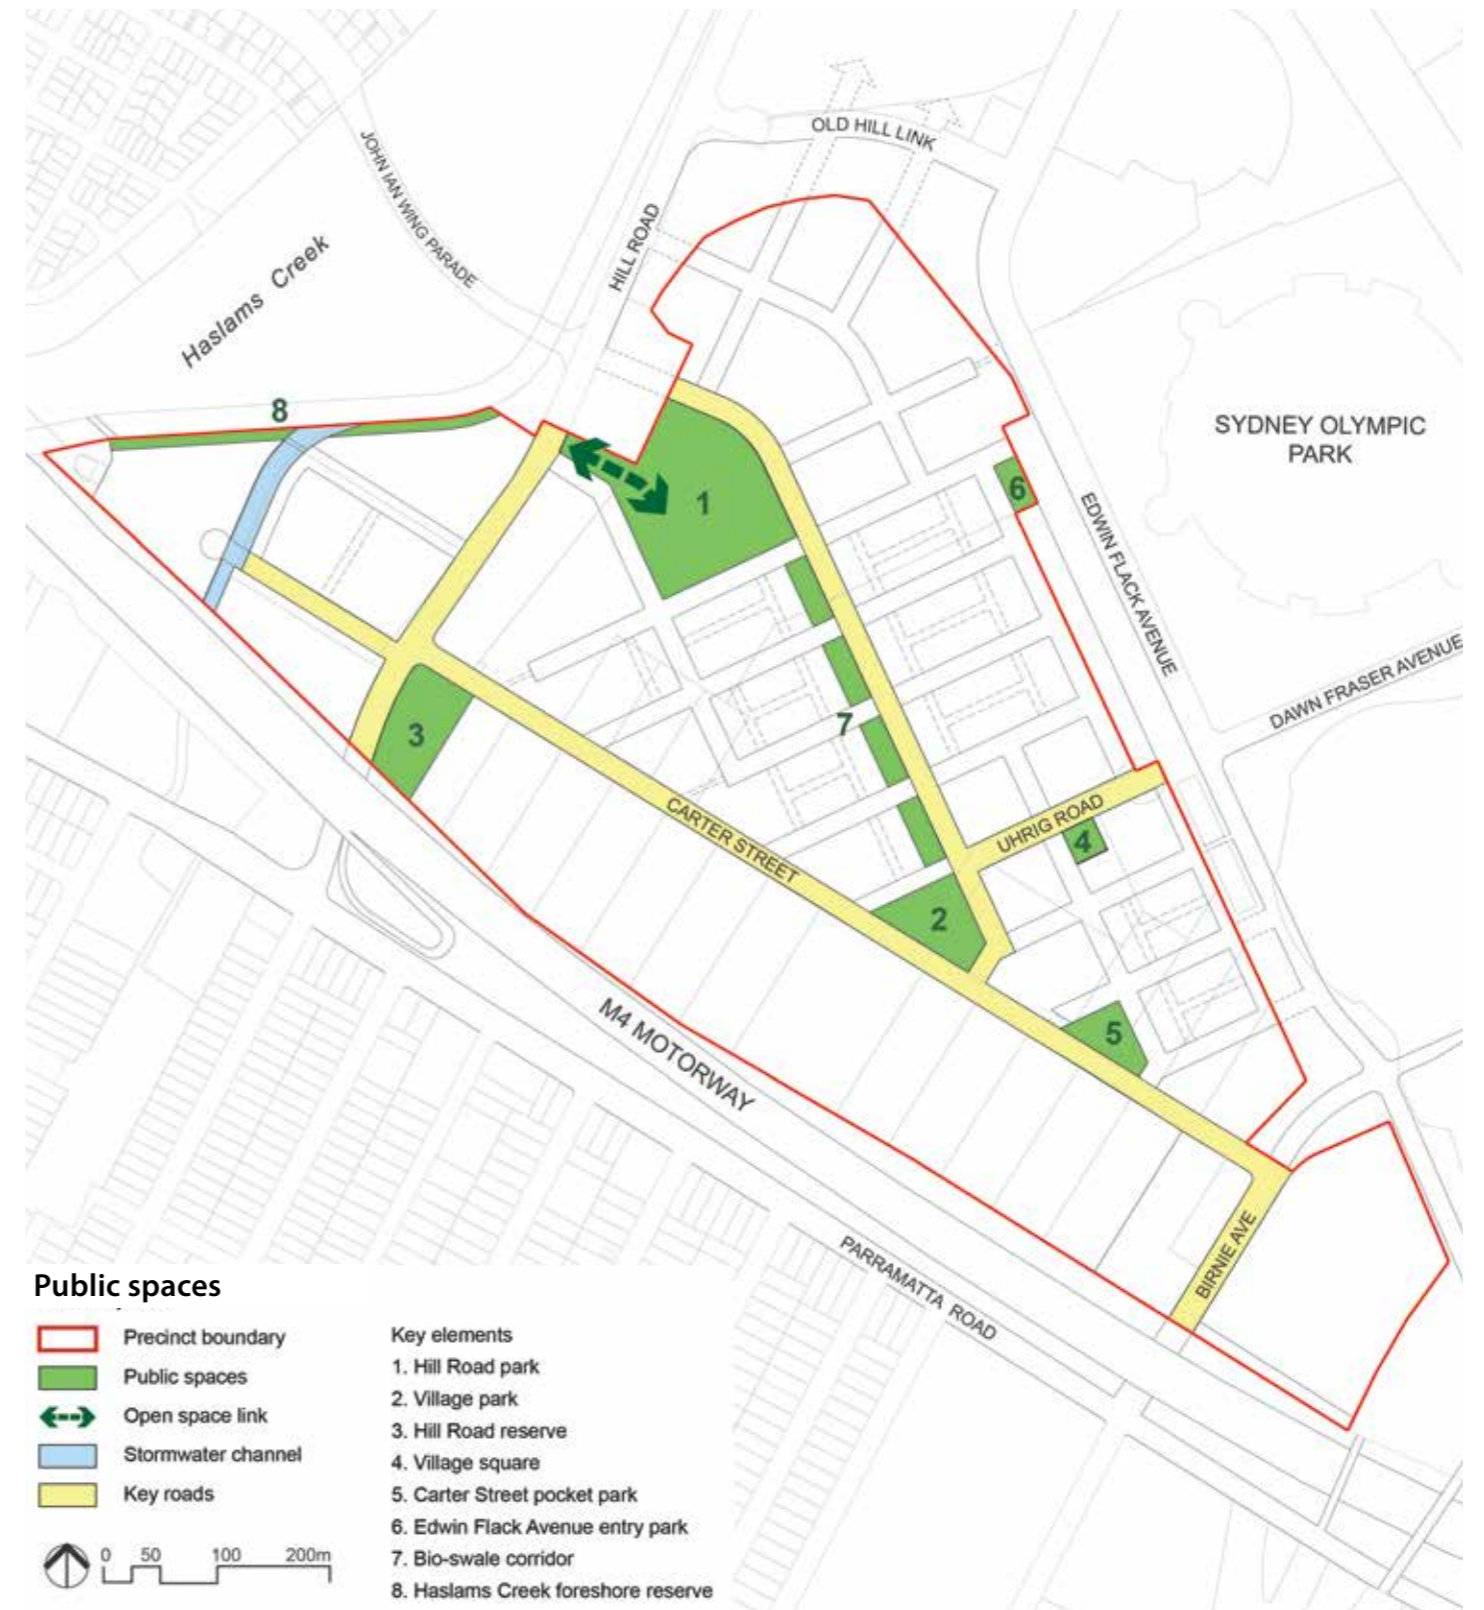 OLD HILL LINK
JOHN IAN WING PARADE
HILL ROAD
Haslams Creek
8
SYDNEY OLYMPIC
PARK
1
6
EDWIN FLACK AVENUE
DAWN FRASER AVENUE
3
7
CARTER STREET
UHRIG ROAD
4
2
5
M4 MOTORWAY
BIRNIE AVE
PARRAMATTA ROAD
Public spaces
Precinct boundary
Public spaces
Open space link
Stormwater channel
Key roads
0 50 100 200m
Key elements
1. Hill Road park
2. Village park
3. Hill Road reserve
4. Village square
5. Carter Street pocket park
6. Edwin Flack Avenue entry park
7. Bio-swale corridor
8. Haslams Creek foreshore reserve